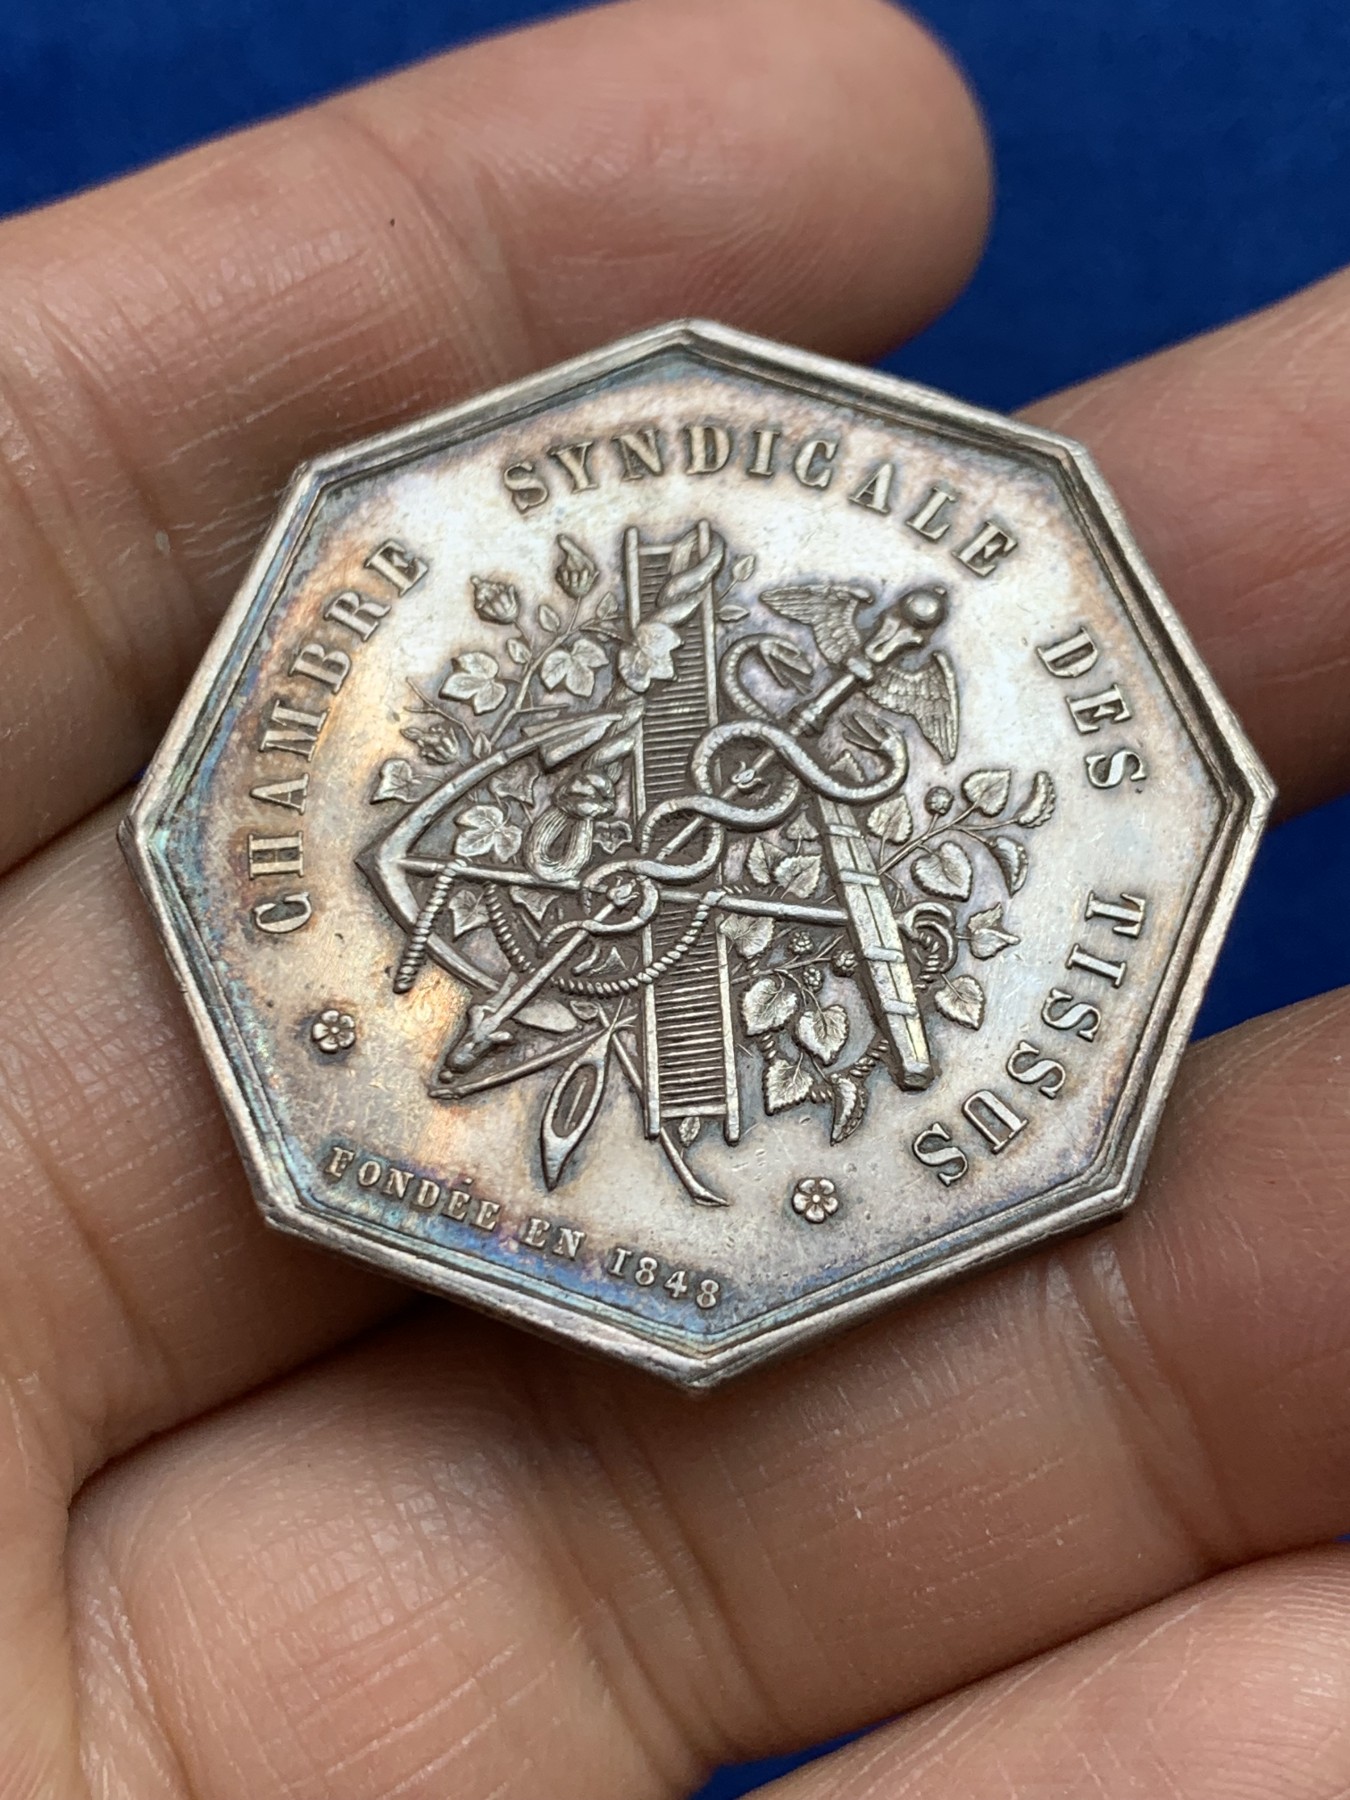 CHAMBRE SYNDICALE DES TISSUS
FONDÉE EN 1848